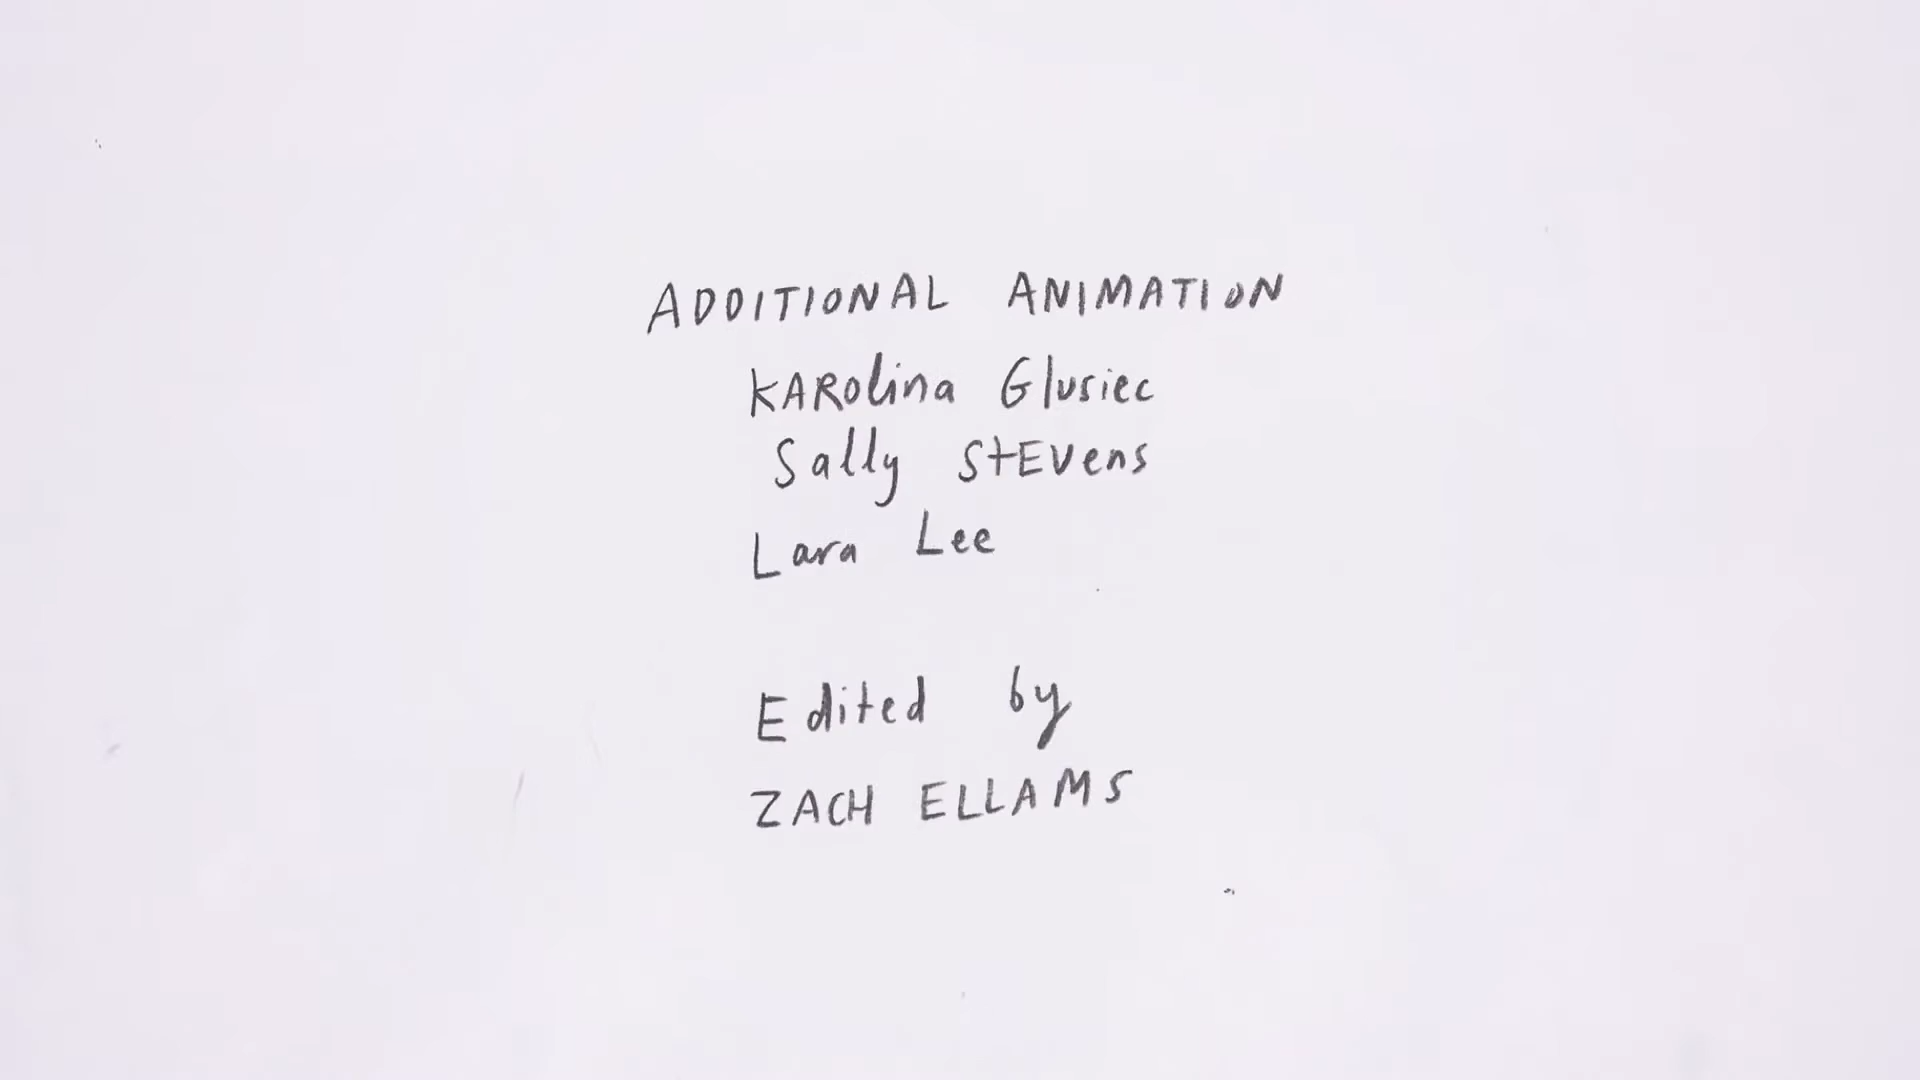 ADDITIONAL ANIMATION
KARolina Glusiec
Sally StEvens
Lara Lee
Edited by
ZACH ELLAMS